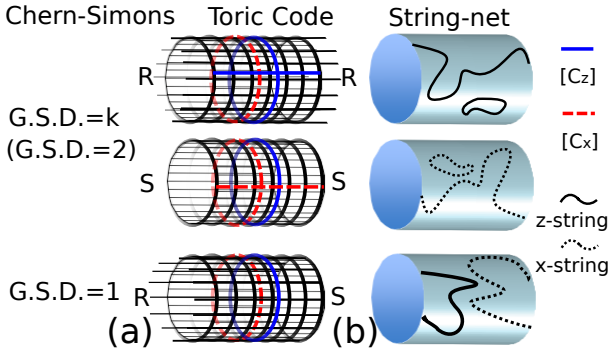 Chern-Simons Toric Code String-net
R R
[Cz]
G.S.D.=k
[Cx]
(G.S.D.=2)
S S
z-string
x-string
G.S.D.=1 R S
(a) (b)